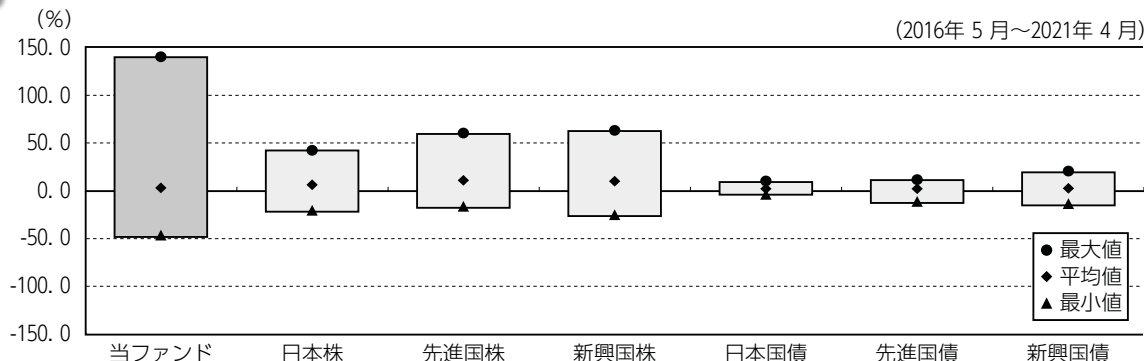 (%)
(2016年 5 月～2021年 4 月)
150. 0
100. 0
50. 0
0. 0
-50. 0
-100. 0
-150. 0
● 最大値
◆ 平均値
▲ 最小値
当ファンド 日本株 先進国株 新興国株 日本国債 先進国債 新興国債